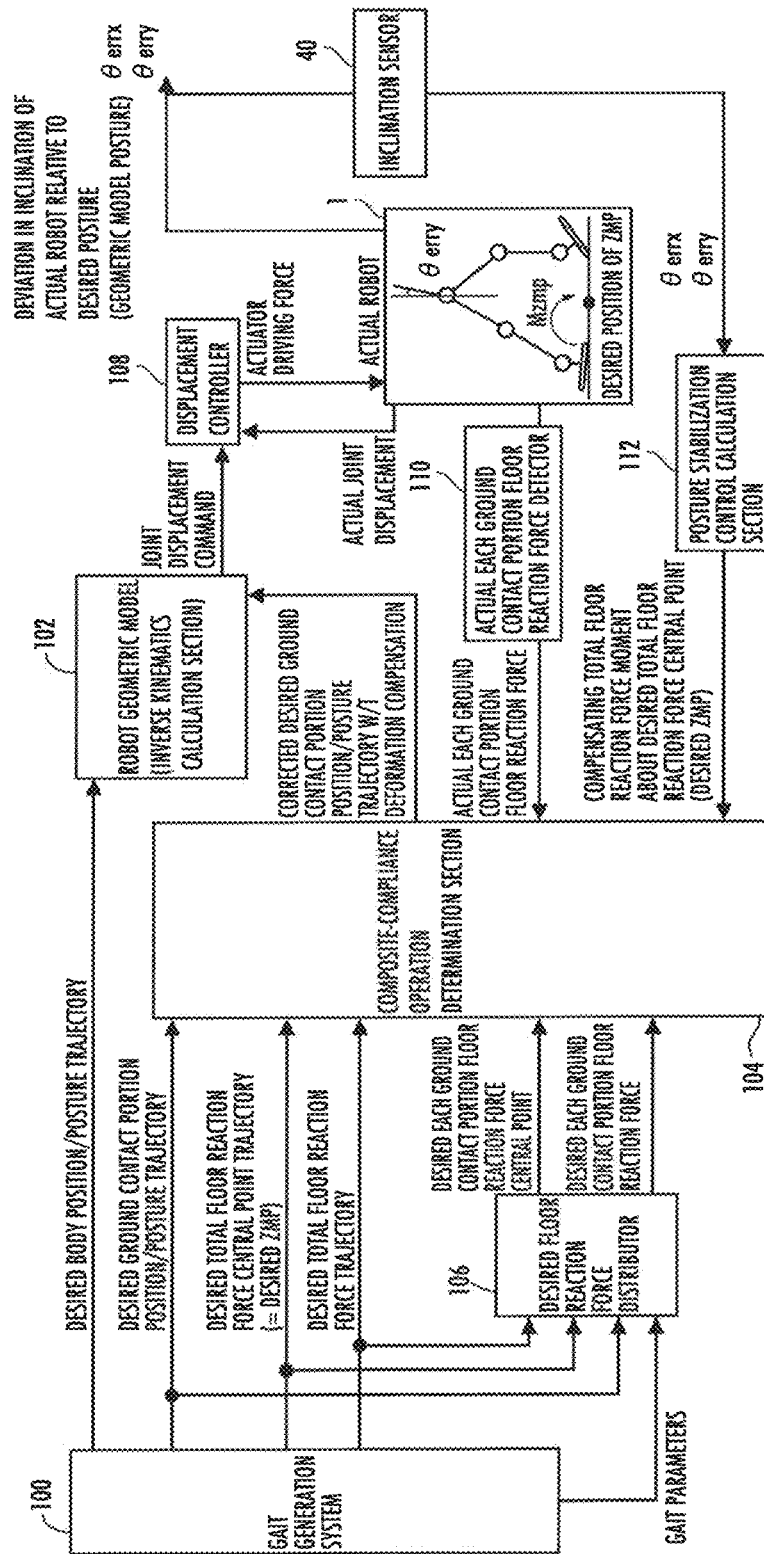 100
GAIT
GENERATION
SYSTEM
GAIT PARAMETERS
DESIRED BODY POSITION/POSTURE TRAJECTORY
DESIRED GROUND CONTACT PORTION
POSITION/POSTURE TRAJECTORY
DESIRED TOTAL FLOOR REACTION
FORCE CENTRAL POINT TRAJECTORY
(= DESIRED ZMP)
DESIRED TOTAL FLOOR REACTION
FORCE TRAJECTORY
106
DESIRED FLOOR
REACTION
FORCE
DISTRIBUTOR
DESIRED EACH GROUND
CONTACT PORTION FLOOR
REACTION FORCE
CENTRAL POINT
DESIRED EACH GROUND
CONTACT PORTION FLOOR
REACTION FORCE
104
COMPOSITE-COMPLIANCE
OPERATION
DETERMINATION SECTION
102
ROBOT GEOMETRIC MODEL
(INVERSE KINEMATICS
CALCULATION SECTION)
CORRECTED DESIRED GROUND
CONTACT PORTION
POSITION/POSTURE
TRAJECTORY W/T
DEFORMATION COMPENSATION
ACTUAL EACH GROUND
CONTACT PORTION
FLOOR REACTION FORCE
COMPENSATING TOTAL FLOOR
REACTION FORCE MOMENT
ABOUT DESIRED TOTAL FLOOR
REACTION FORCE CENTRAL POINT
(DESIRED ZMP)
JOINT
DISPLACEMENT
COMMAND
108
DISPLACEMENT
CONTROLLER
ACTUATOR
DRIVING FORCE
ACTUAL JOINT
DISPLACEMENT
110
ACTUAL EACH GROUND
CONTACT PORTION FLOOR
REACTION FORCE DETECTOR
112
POSTURE STABILIZATION
CONTROL CALCULATION
SECTION
ACTUAL ROBOT
1
θ erry
Mzmp
DESIRED POSITION OF ZMP
DEVIATION IN INCLINATION OF
ACTUAL ROBOT RELATIVE TO
DESIRED POSTURE
(GEOMETRIC MODEL POSTURE)
θ errx
θ erry
40
INCLINATION SENSOR
θ errx
θ erry